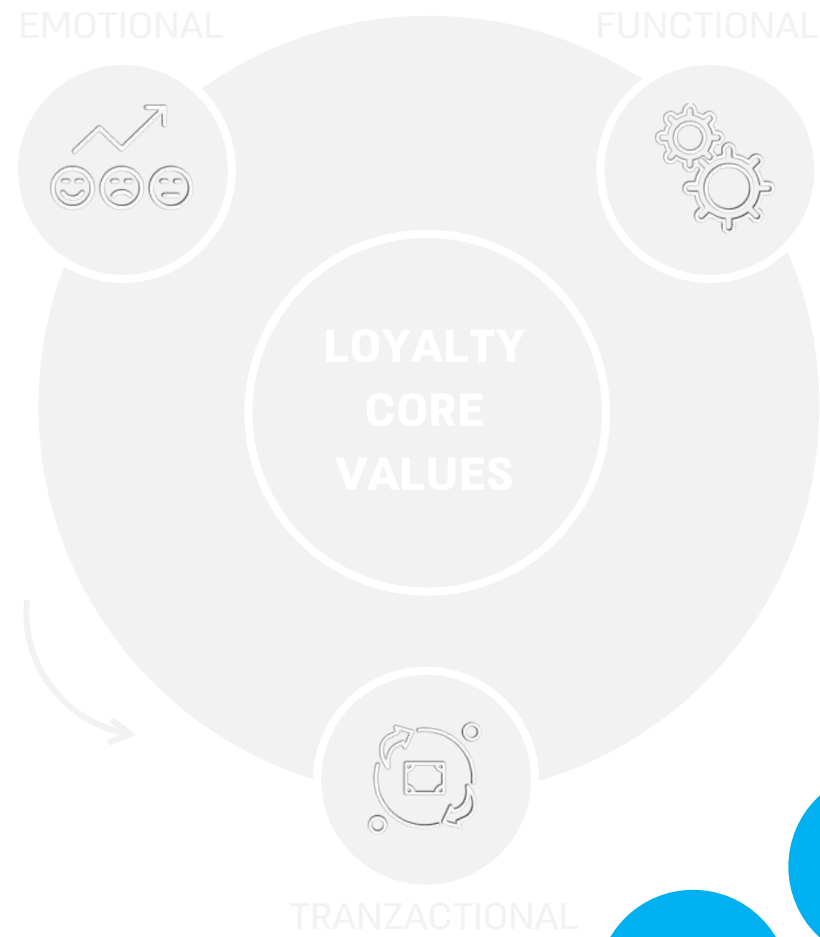 EMOTIONAL
FUNCTIONAL
LOYALTY
CORE
VALUES
TRANZACTIONAL